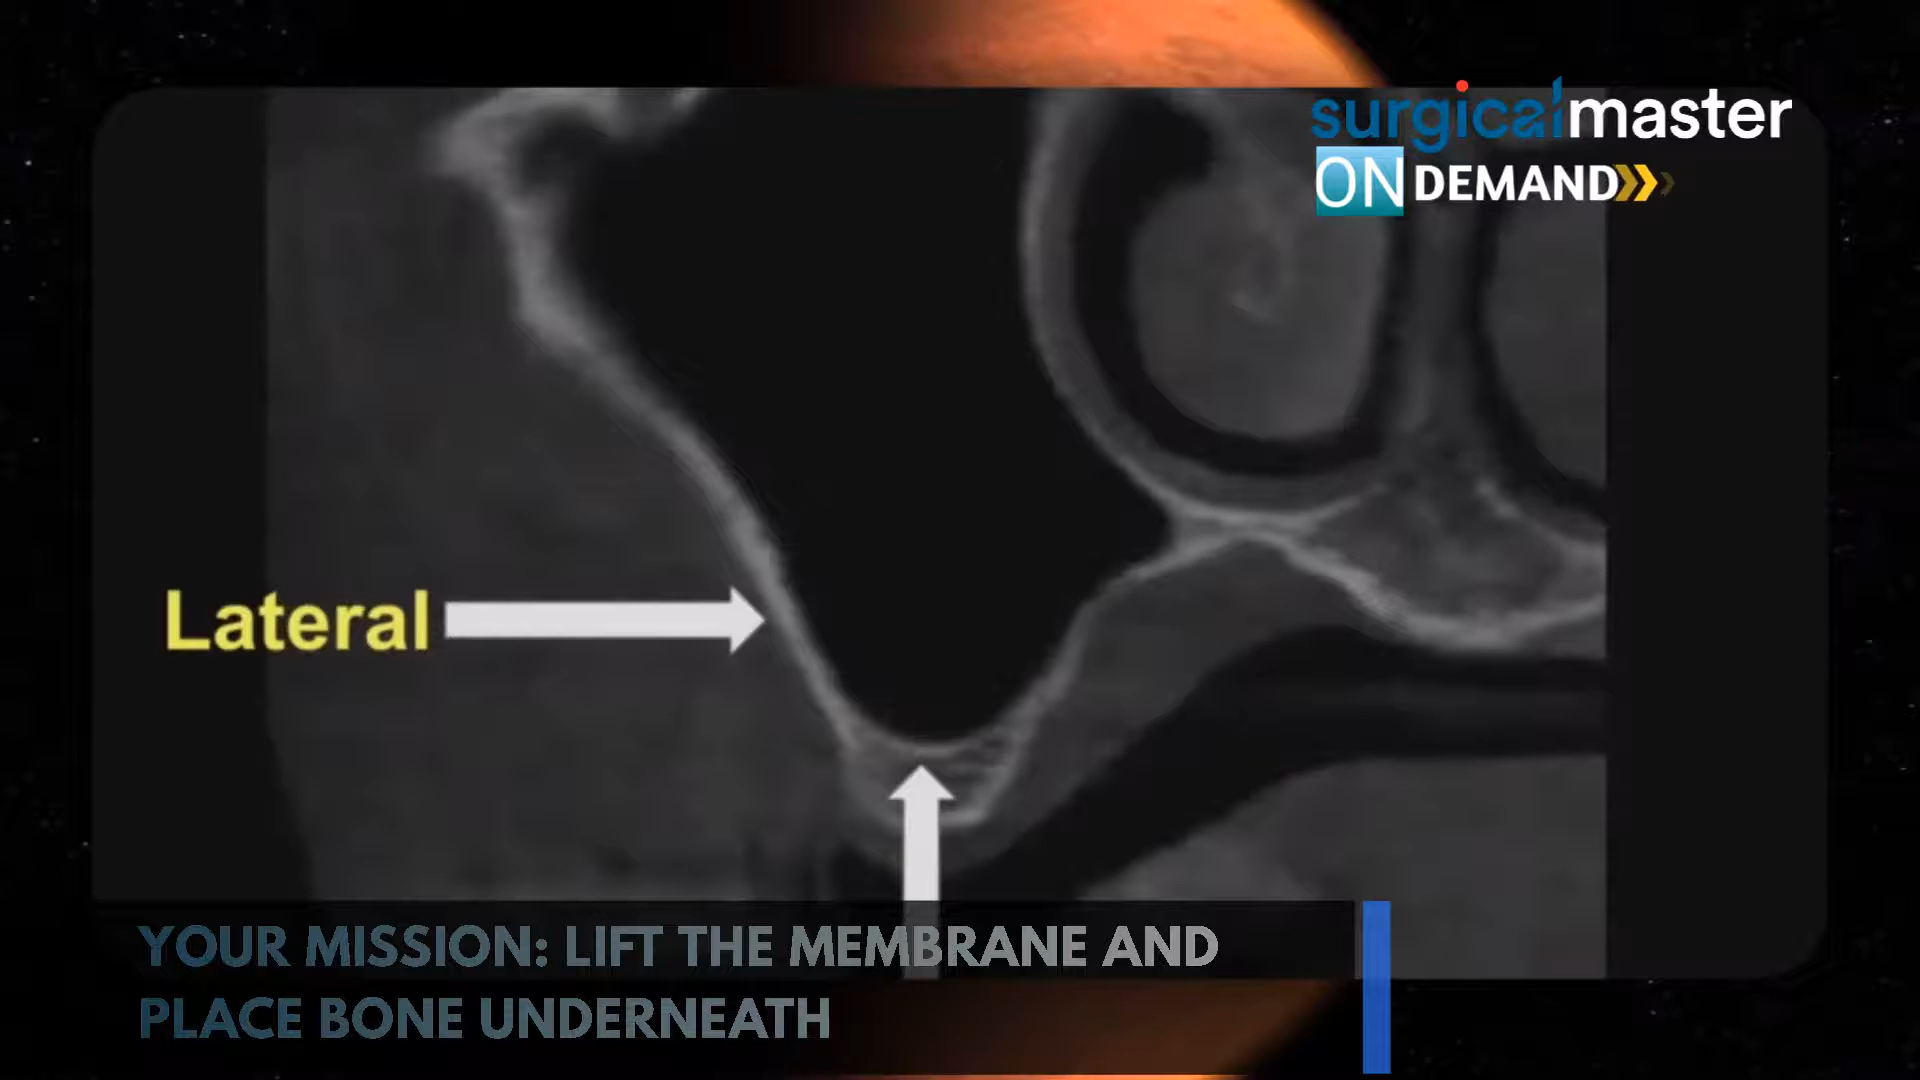 surgicalmaster
ON DEMAND
Lateral
YOUR MISSION: LIFT THE MEMBRANE AND
PLACE BONE UNDERNEATH